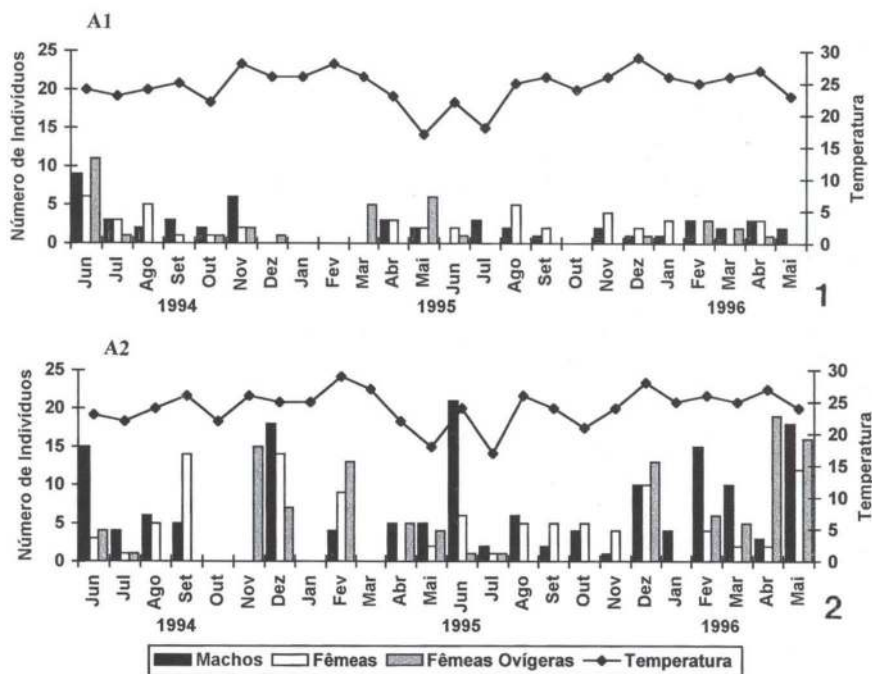 A1
Número de Indivíduos
25
20
15
10
5
0
30
25
20
15
10
5
0
Temperatura
Jun Jul Ago Set Out Nov Dez Jan Fev Mar Abr Mai Jun Jul Ago Set Out Nov Dez Jan Fev Mar Abr Mai
1994 1995 1996
1
A2
Número de Indivíduos
25
20
15
10
5
0
30
25
20
15
10
5
0
Temperatura
Jun Jul Ago Set Out Nov Dez Jan Fev Mar Abr Mai Jun Jul Ago Set Out Nov Dez Jan Fev Mar Abr Mai
1994 1995 1996
2
Machos Fêmeas Fêmeas Ovígeras Temperatura